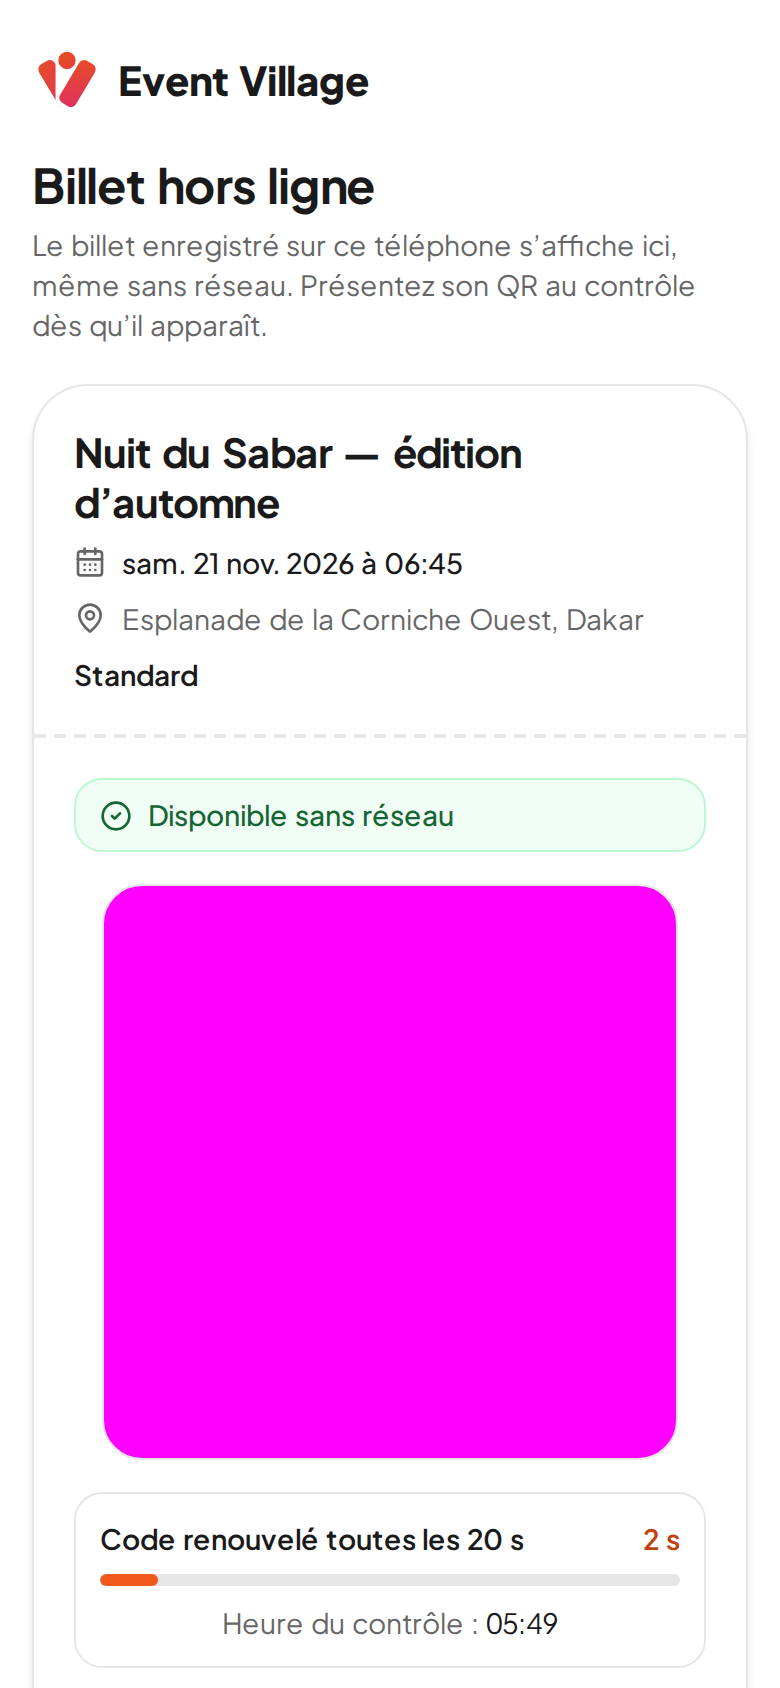 Event Village
Billet hors ligne
Le billet enregistré sur ce téléphone s’affiche ici,
même sans réseau. Présentez son QR au contrôle
dès qu’il apparaît.
Nuit du Sabar — édition
d’automne
sam. 21 nov. 2026 à 06:45
Esplanade de la Corniche Ouest, Dakar
Standard
Disponible sans réseau
Code renouvelé toutes les 20 s 2 s
Heure du contrôle : 05:49